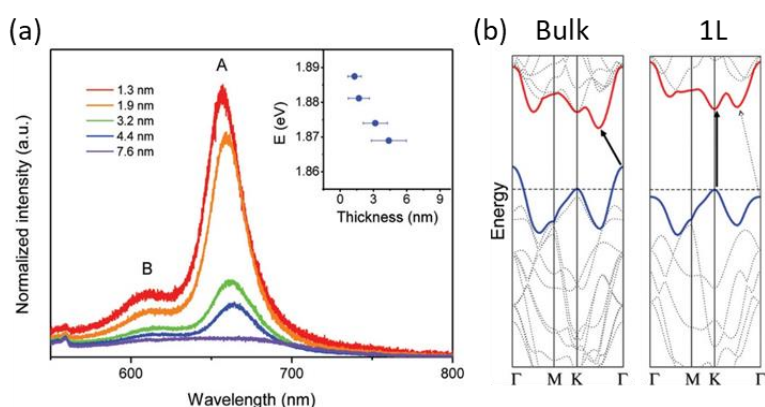 (a)
Normalized intensity (a.u.)
B
A
1.3 nm
1.9 nm
3.2 nm
4.4 nm
7.6 nm
E (eV)
1.89
1.88
1.87
1.86
0 3 6 9
Thickness (nm)
600 700 800
Wavelength (nm)
(b)
Bulk 1L
Energy
Γ M K Γ Γ M K Γ